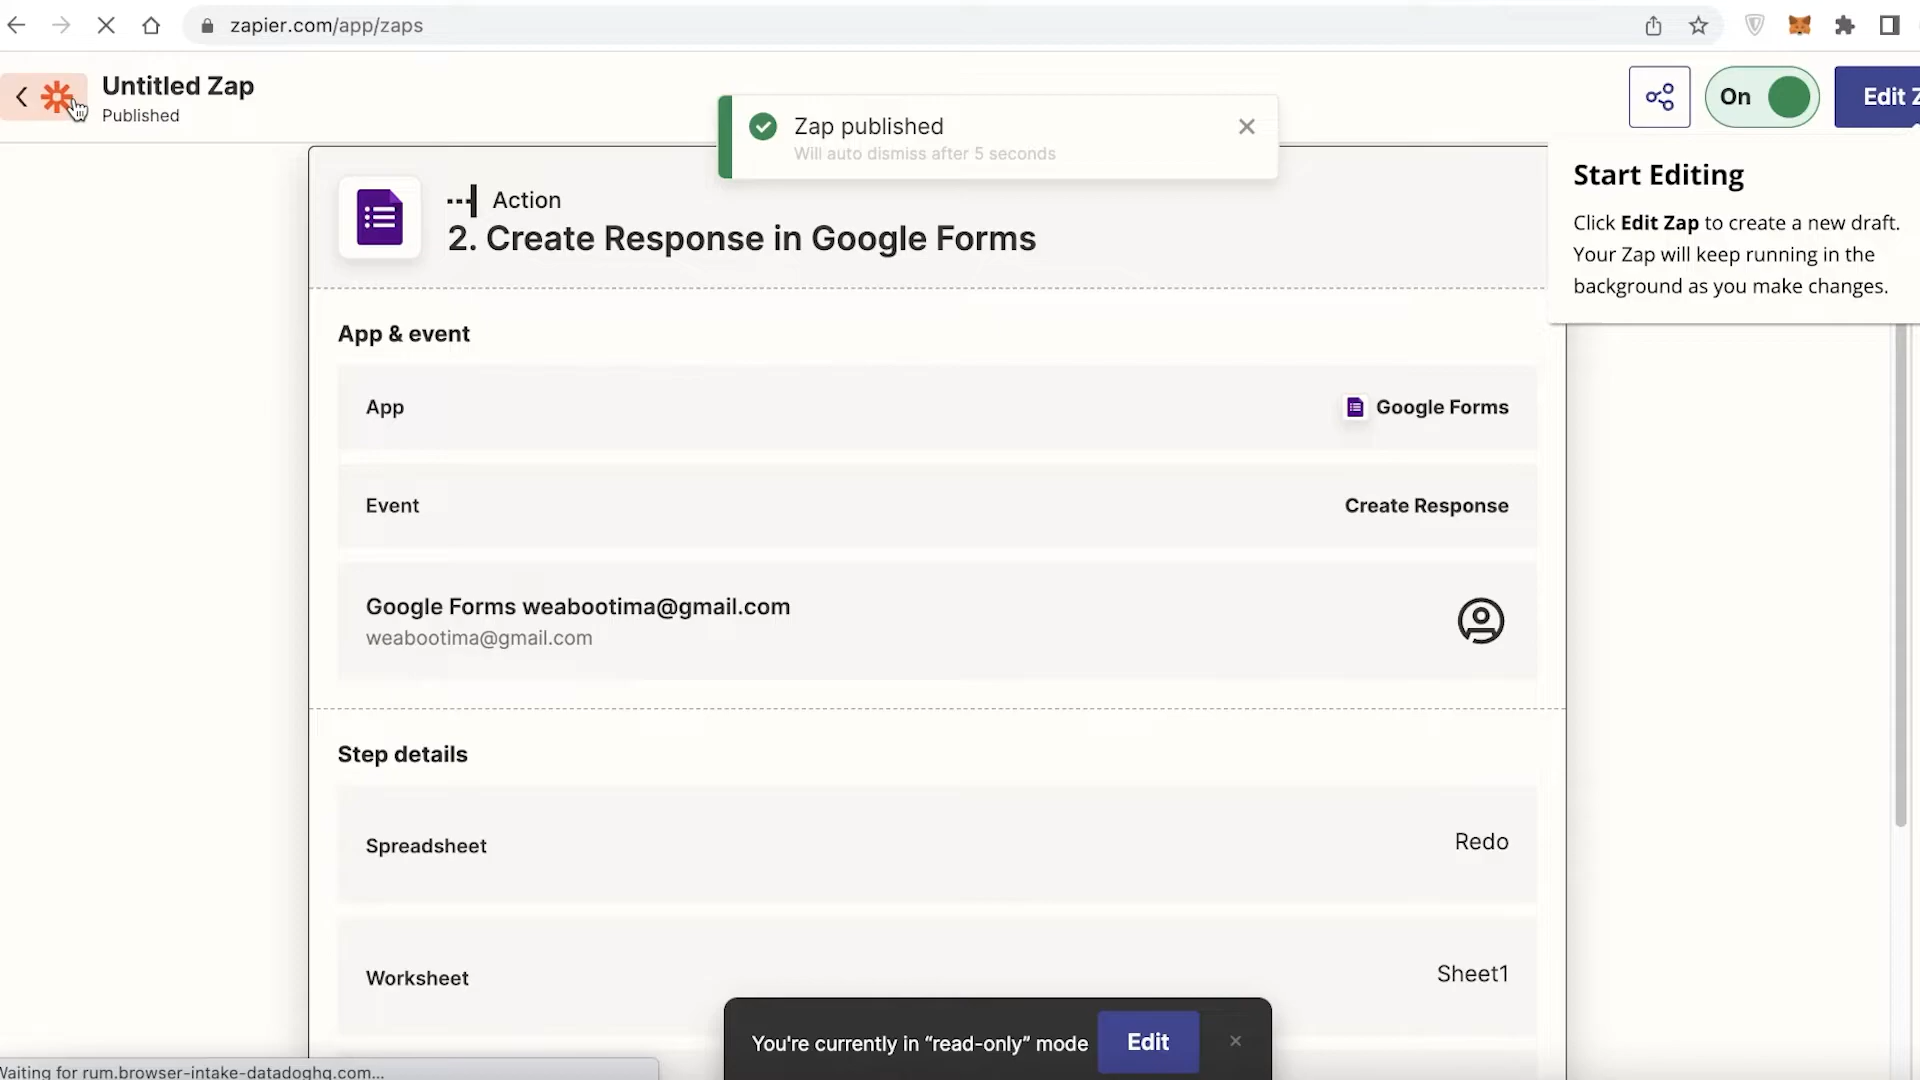 zapier.com/app/zaps
Untitled Zap
Published
Zap published
Will auto dismiss after 5 seconds
On
Edit Z
Start Editing
Click Edit Zap to create a new draft.
Your Zap will keep running in the
background as you make changes.
Action
2. Create Response in Google Forms
App & event
App
Google Forms
Event
Create Response
Google Forms weabootima@gmail.com
weabootima@gmail.com
Step details
Spreadsheet
Redo
Worksheet
Sheet1
You're currently in “read-only” mode
Edit
Waiting for rum.browser-intake-datadoghq.com...